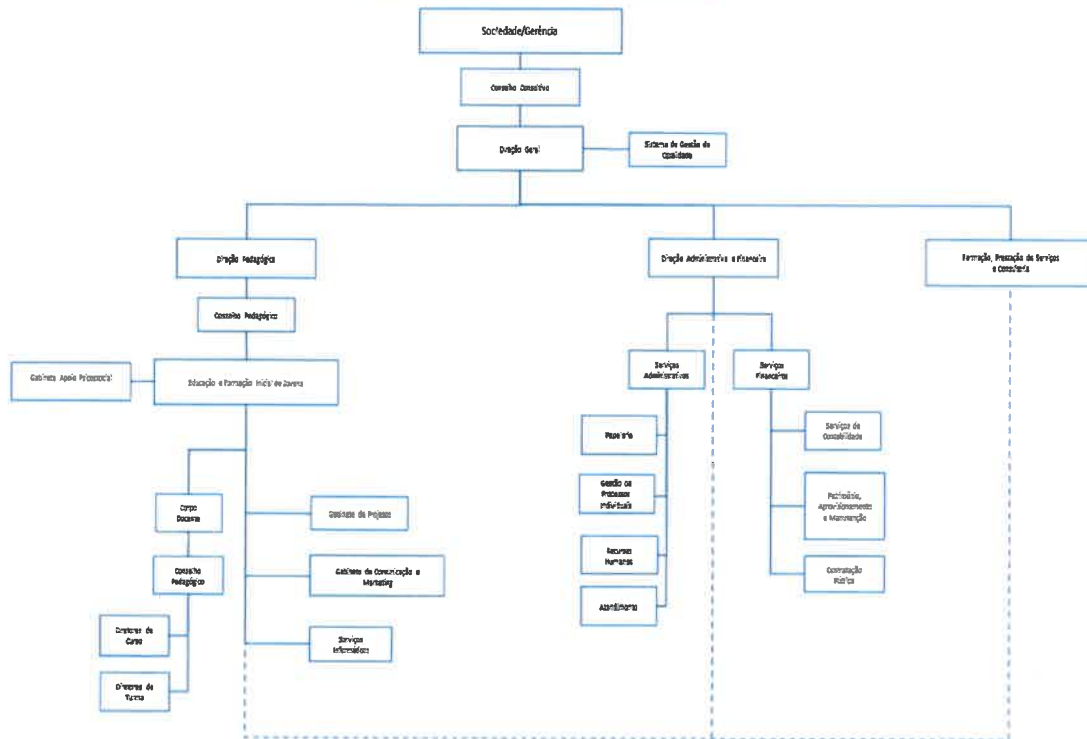 Sociedade/Gerência
Conselho Consultivo
Direção Geral
Sistema de Gestão da
Qualidade
Direção Pedagógica
Direção Administrativa e Financeira
Formação, Prestação de Serviços
e Consultoria
Conselho Pedagógico
Gabinete Apoio Psicossocial
Educação e Formação Inicial de Jovens
Serviços
Administrativos
Serviços
Financeiros
Papelaria
Serviços de
Contabilidade
Gestão de
Processos
Individuais
Património,
Aprovisionamento
e Manutenção
Corpo
Docente
Gabinete de Projetos
Conselho
Pedagógico
Gabinete de Comunicação e
Marketing
Recursos
Humanos
Contratação
Pública
Atendimento
Diretores de
Curso
Serviços
Informáticos
Diretores de
Turma